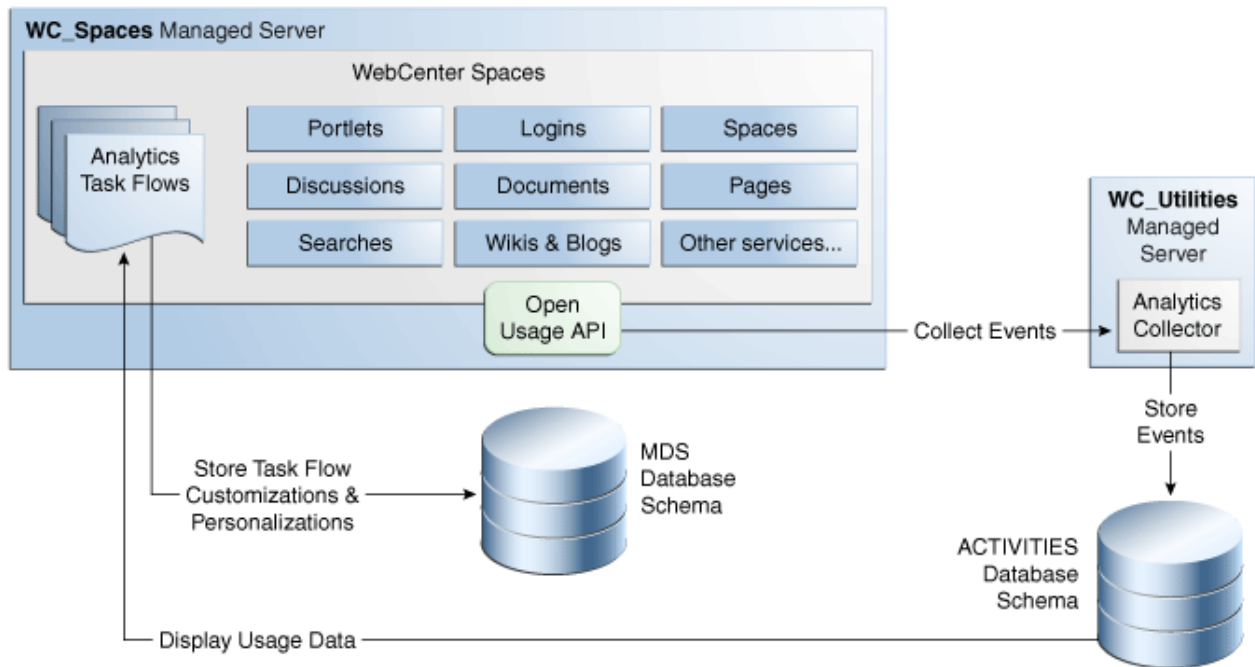 WC_Spaces Managed Server
WebCenter Spaces
Analytics
Task Flows
Portlets
Logins
Spaces
Discussions
Documents
Pages
Searches
Wikis & Blogs
Other services...
Open
Usage API
Collect Events
WC_Utilities
Managed
Server
Analytics
Collector
Store
Events
Store Task Flow
Customizations &
Personalizations
MDS
Database
Schema
ACTIVITIES
Database
Schema
Display Usage Data